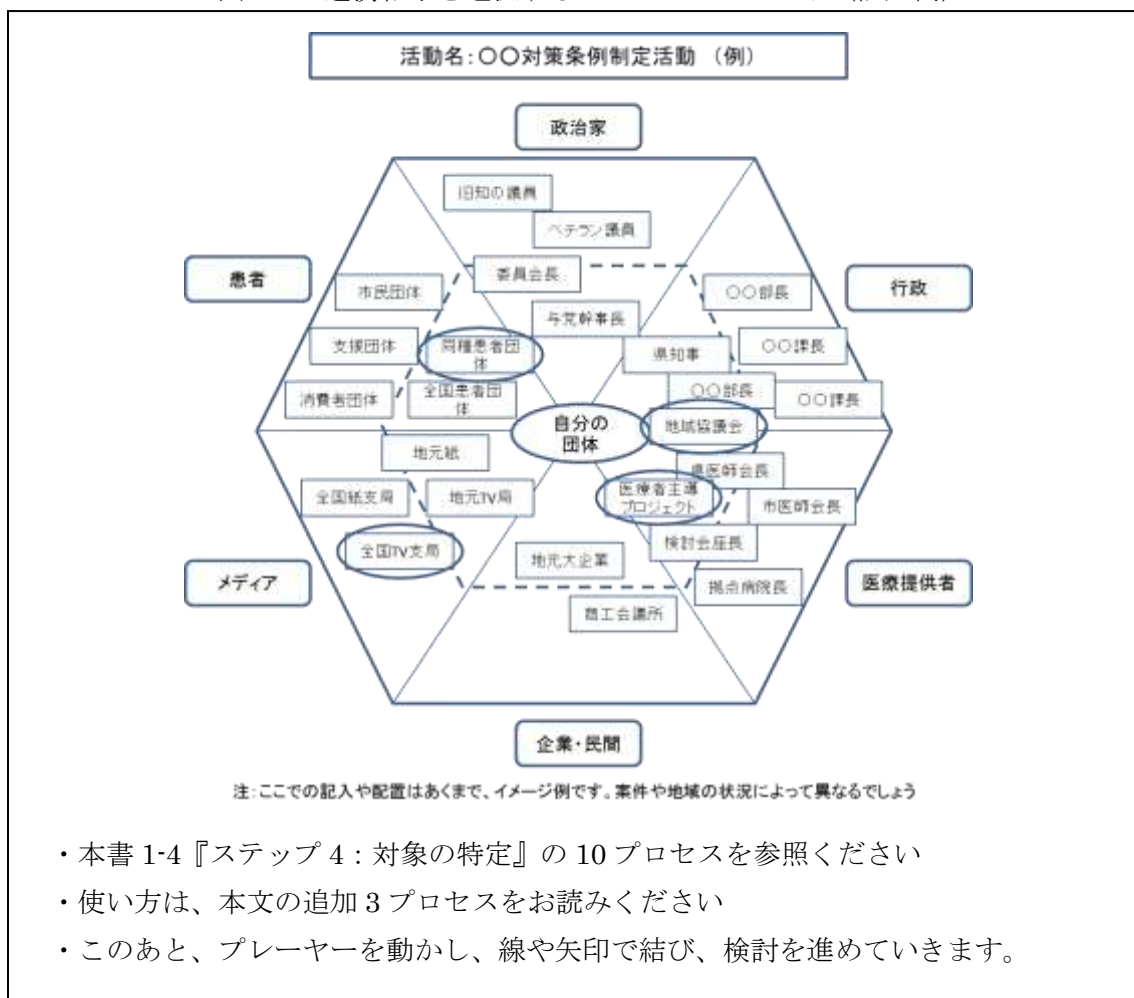 活動名：〇〇対策条例制定活動 （例）
政治家
旧知の議員
ベテラン議員
患者
委員会長
行政
市民団体
〇〇部長
与党幹事長
支援団体
同種患者団
体
県知事
〇〇課長
消費者団体
全国患者団
体
〇〇部長
〇〇課長
自分の
団体
地域協議会
地元紙
県医師会長
全国紙支局
地元TV局
医療者主導
プロジェクト
市医師会長
全国TV支局
検討会座長
地元大企業
メディア
拠点病院長
医療提供者
商工会議所
企業・民間
注：ここでの記入や配置はあくまで、イメージ例です。案件や地域の状況によって異なるでしょう
・本書 1-4『ステップ 4：対象の特定』の 10 プロセスを参照ください
・使い方は、本文の追加 3 プロセスをお読みください
・このあと、プレーヤーを動かし、線や矢印で結び、検討を進めていきます。